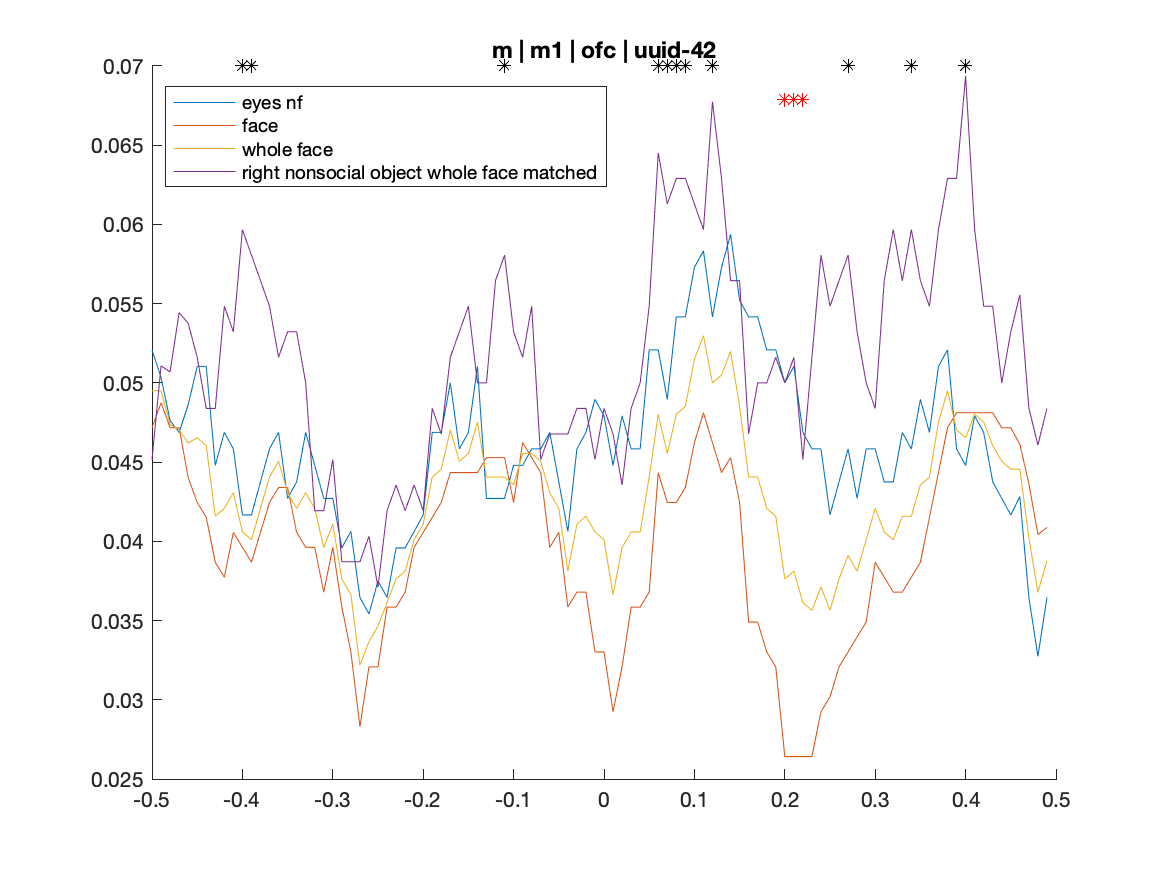 m | m1 | ofc | uuid-42
0.07
0.065
0.06
0.055
0.05
0.045
0.04
0.035
0.03
0.025
eyes nf
face
whole face
right nonsocial object whole face matched
-0.5 -0.4 -0.3 -0.2 -0.1 0 0.1 0.2 0.3 0.4 0.5